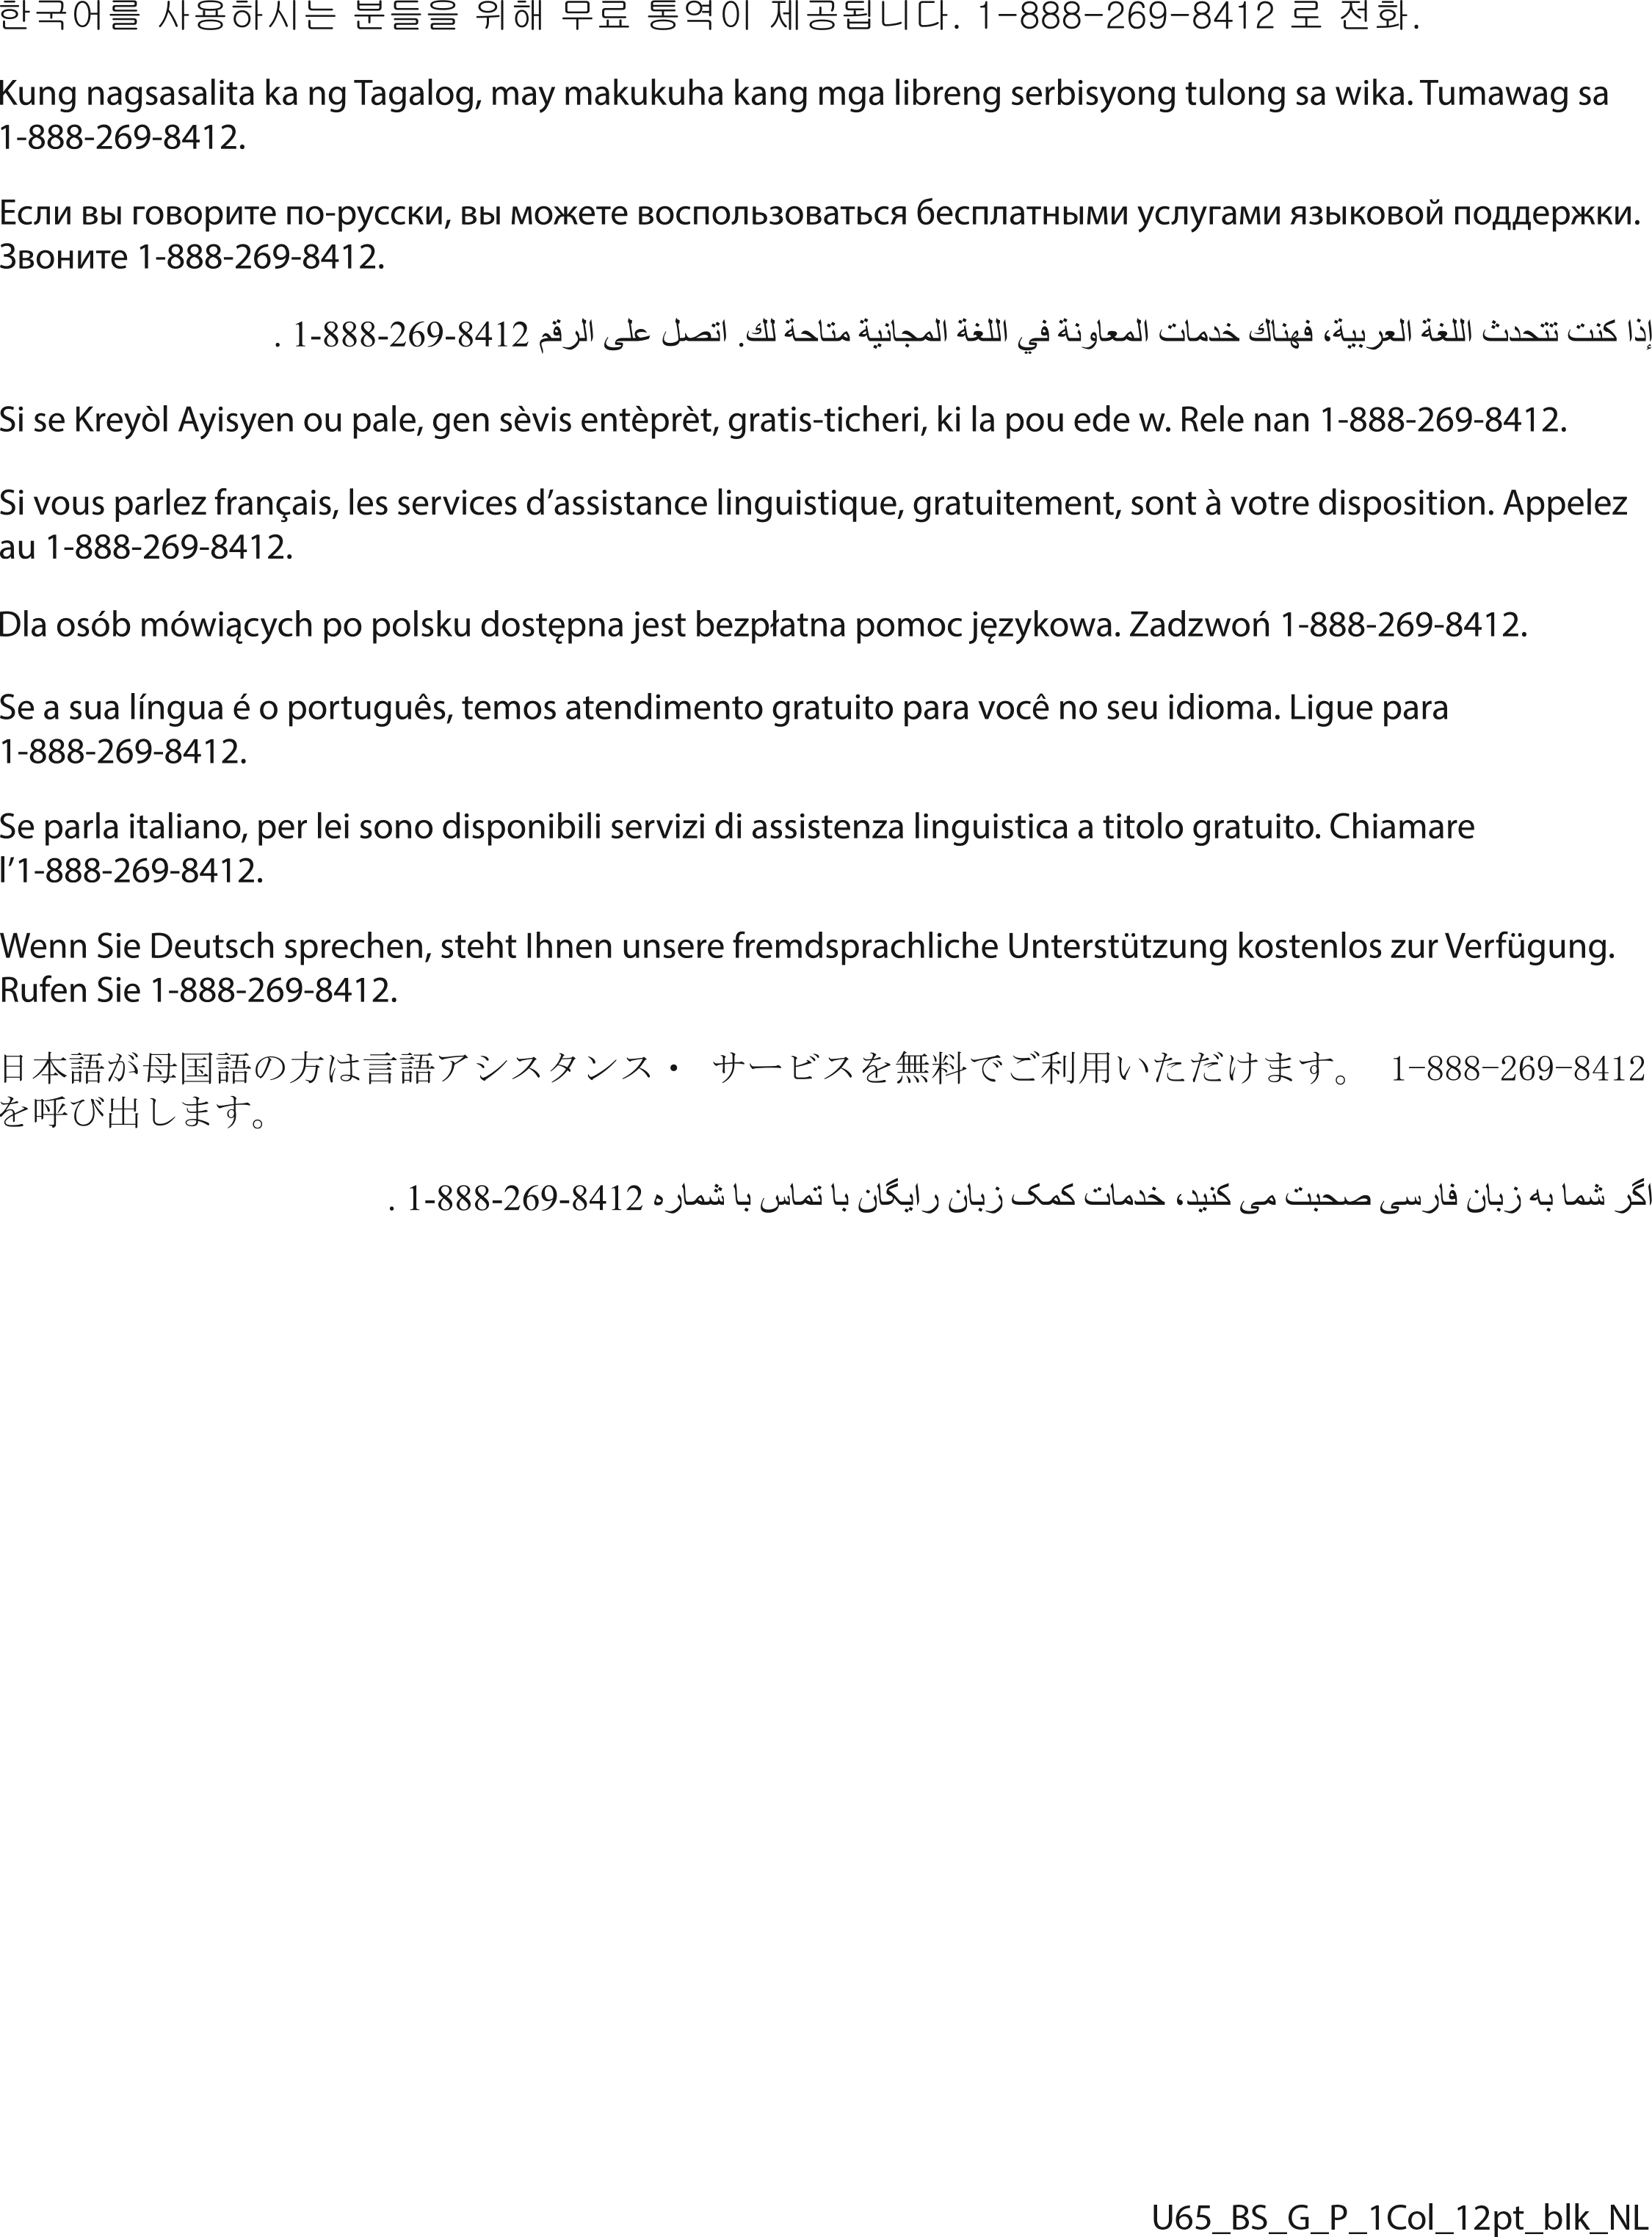 한국어를 사용하시는 분들을 위해 무료 통역이 제공됩니다. 1-888-269-8412 로 전화.
Kung nagsasalita ka ng Tagalog, may makukuha kang mga libreng serbisyong tulong sa wika. Tumawag sa
1-888-269-8412.
Если вы говорите по-русски, вы можете воспользоваться бесплатными услугами языковой поддержки.
Звоните 1-888-269-8412.
إذا كنت تتحدث اللغة العربية، فهناك خدمات المعاونة في اللغة المجانية متاحة لك. اتصل على الرقم 1-888-269-8412 .
Si se Kreyòl Ayisyen ou pale, gen sèvis entèprèt, gratis-ticheri, ki la pou ede w. Rele nan 1-888-269-8412.
Si vous parlez français, les services d’assistance linguistique, gratuitement, sont à votre disposition. Appelez
au 1-888-269-8412.
Dla osób mówiących po polsku dostępna jest bezpłatna pomoc językowa. Zadzwoń 1-888-269-8412.
Se a sua língua é o português, temos atendimento gratuito para você no seu idioma. Ligue para
1-888-269-8412.
Se parla italiano, per lei sono disponibili servizi di assistenza linguistica a titolo gratuito. Chiamare
l’1-888-269-8412.
Wenn Sie Deutsch sprechen, steht Ihnen unsere fremdsprachliche Unterstützung kostenlos zur Verfügung.
Rufen Sie 1-888-269-8412.
日本語が母国語の方は言語アシスタンス・ サービスを無料でご利用いただけます。 1-888-269-8412
を呼び出します。
اگر شما به زبان فارسی صحبت می کنید، خدمات کمک زبان رایگان با تماس با شماره 1-888-269-8412 .
U65_BS_G_P_1Col_12pt_blk_NL